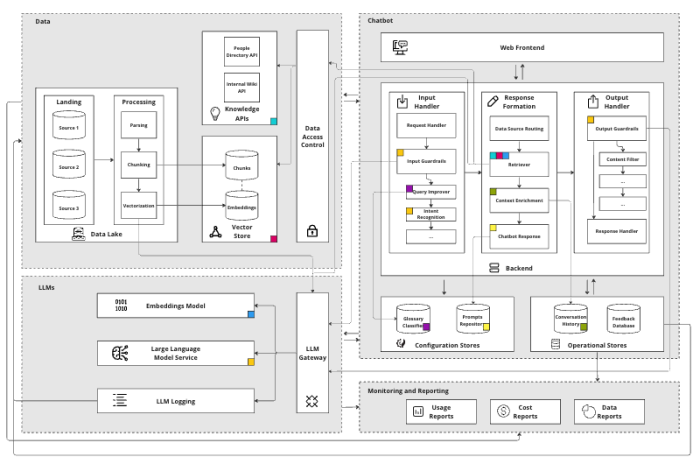 Data
People
Directory API
Internal Wiki
API
Knowledge
APIs
Landing
Processing
Source 1
Source 2
Source 3
Parsing
Chunking
Vectorization
Data Lake
Chunks
Embeddings
Vector
Store
Data
Access
Control
LLMs
0101
1010
Embeddings Model
Large Language
Model Service
LLM Logging
LLM
Gateway
Chatbot
Web Frontend
Input
Handler
Request Handler
Input Guardrails
Query Improver
Intent
Recognition
...
Response
Formation
Data Source Routing
Retriever
Context Enrichment
Chatbot Response
Output
Handler
Output Guardrails
Content Filter
...
...
Response Handler
Backend
Glossary
Classifie
Prompts
Repositor
Configuration Stores
Conversation
History
Feedback
Database
Operational Stores
Monitoring and Reporting
Usage
Reports
Cost
Reports
Data
Reports